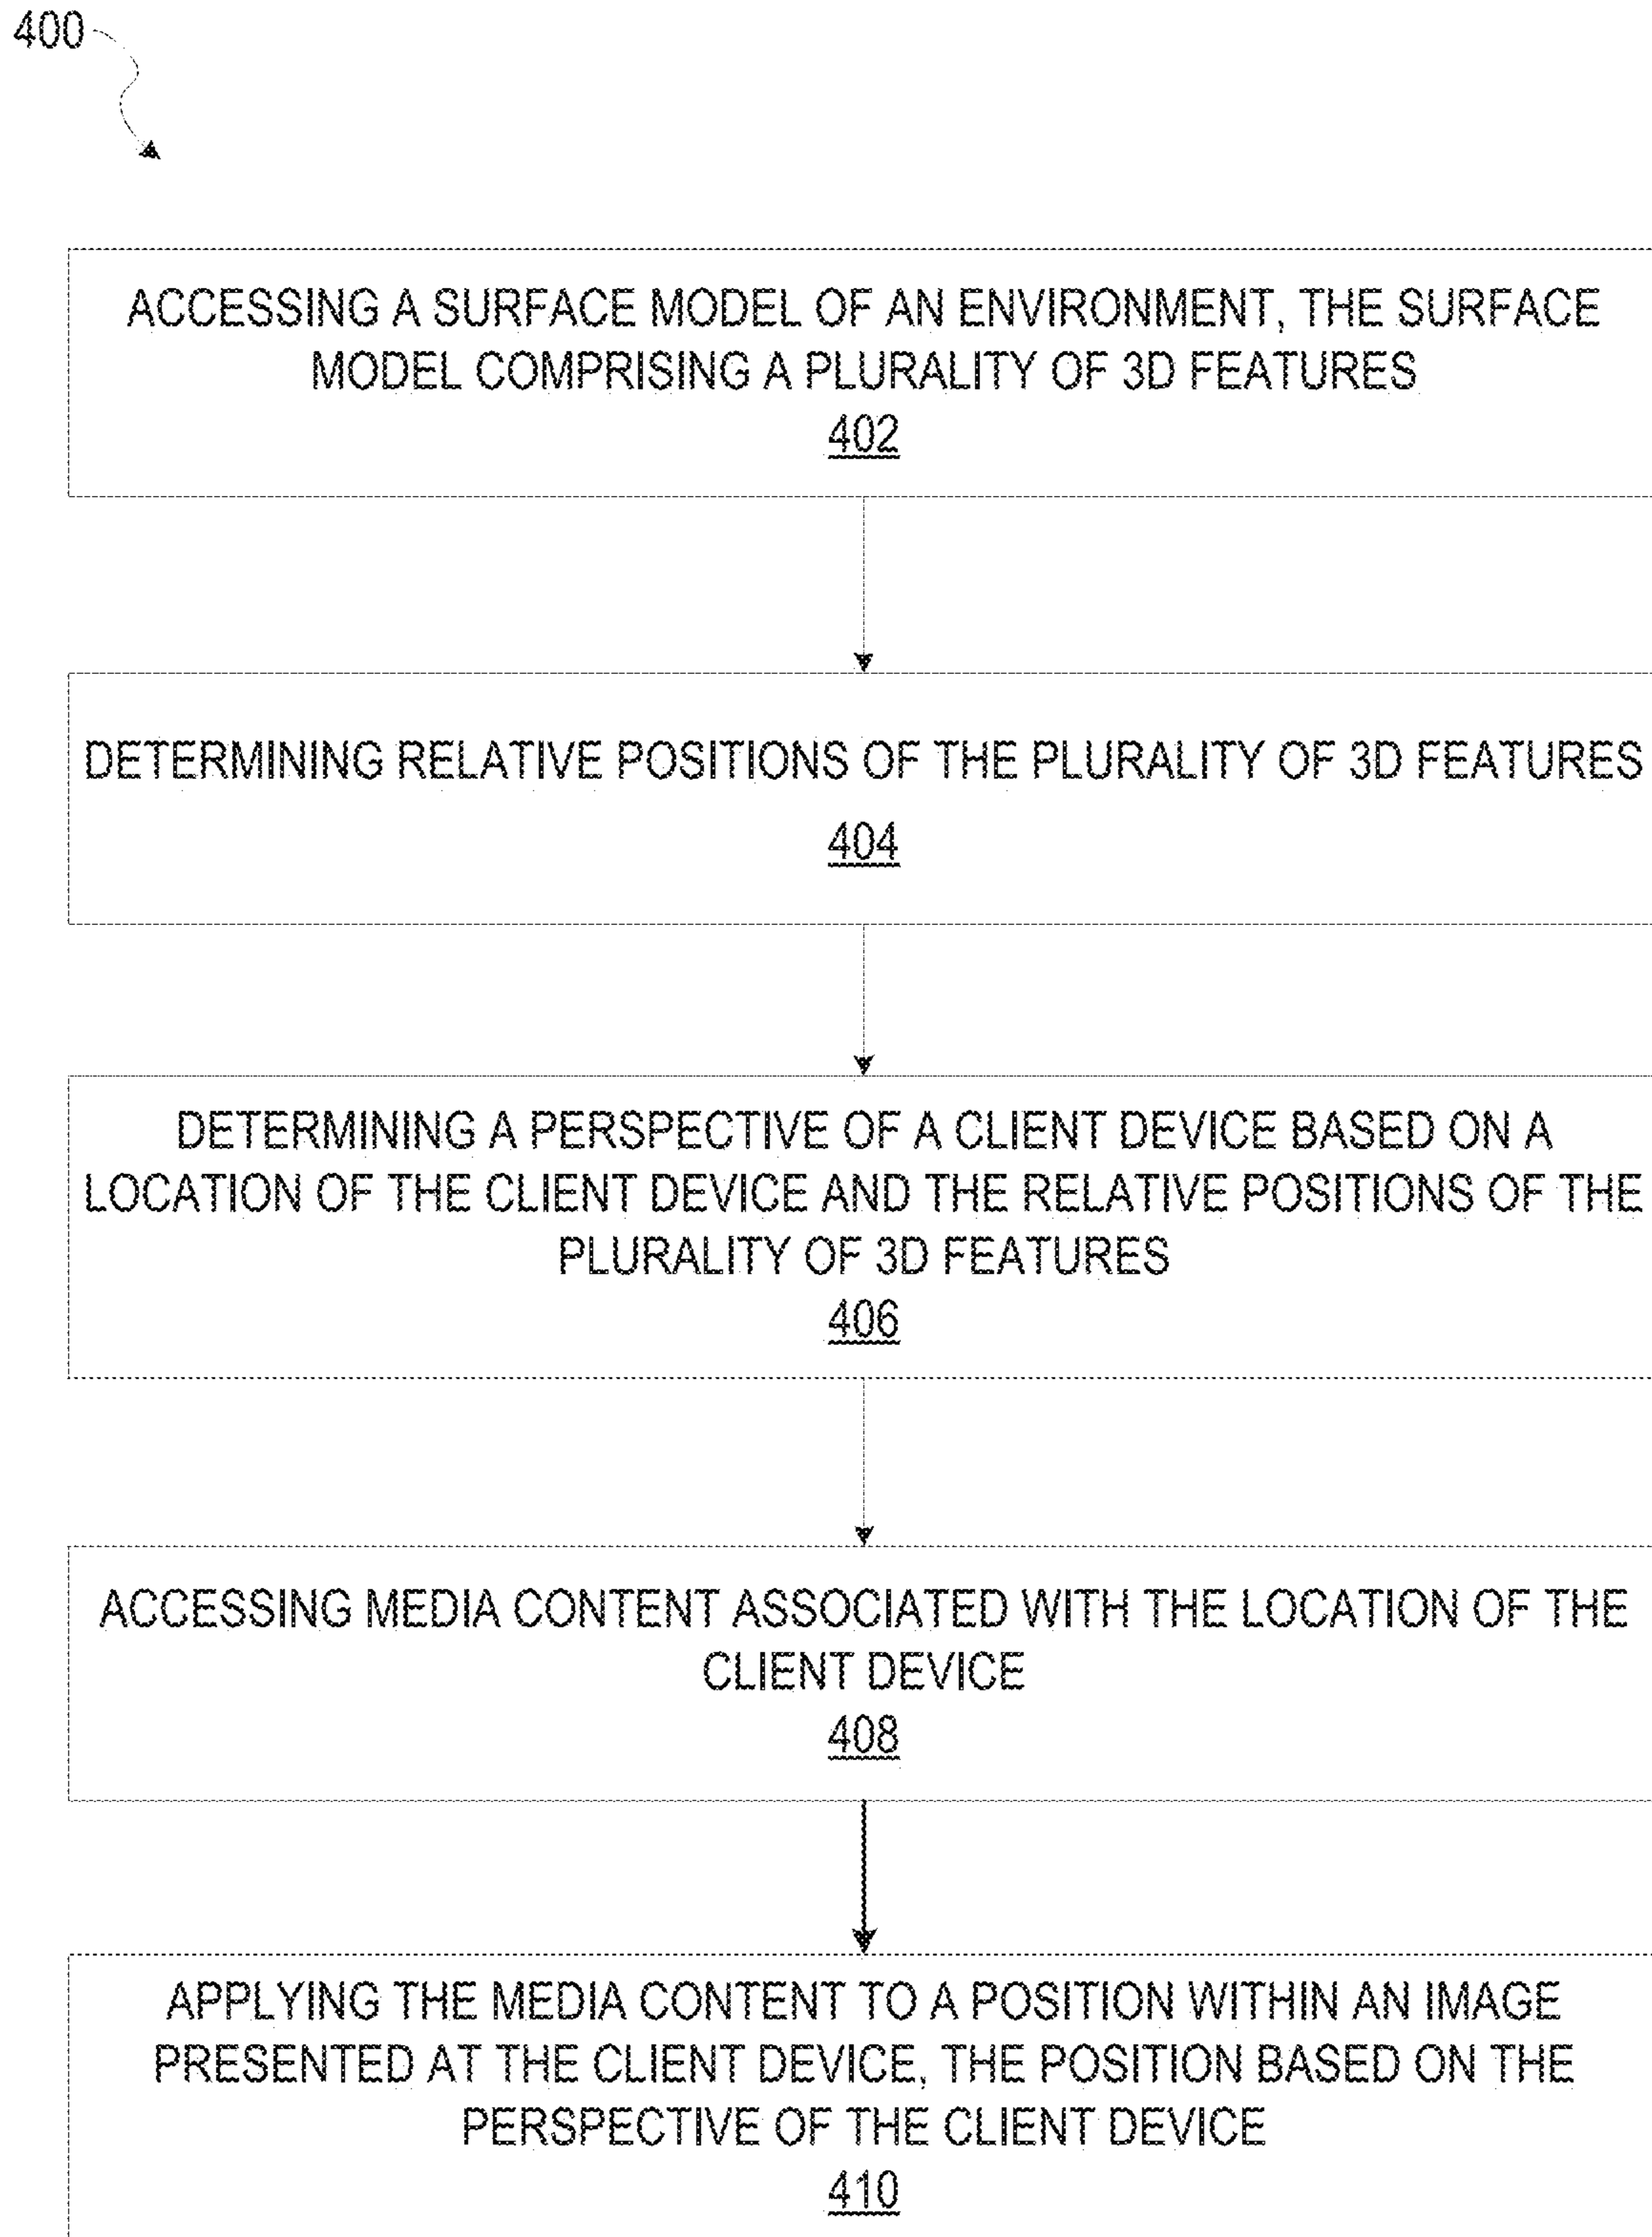 400
ACCESSING A SURFACE MODEL OF AN ENVIRONMENT, THE SURFACE
MODEL COMPRISING A PLURALITY OF 3D FEATURES
402
DETERMINING RELATIVE POSITIONS OF THE PLURALITY OF 3D FEATURES
404
DETERMINING A PERSPECTIVE OF A CLIENT DEVICE BASED ON A
LOCATION OF THE CLIENT DEVICE AND THE RELATIVE POSITIONS OF THE
PLURALITY OF 3D FEATURES
406
ACCESSING MEDIA CONTENT ASSOCIATED WITH THE LOCATION OF THE
CLIENT DEVICE
408
APPLYING THE MEDIA CONTENT TO A POSITION WITHIN AN IMAGE
PRESENTED AT THE CLIENT DEVICE, THE POSITION BASED ON THE
PERSPECTIVE OF THE CLIENT DEVICE
410